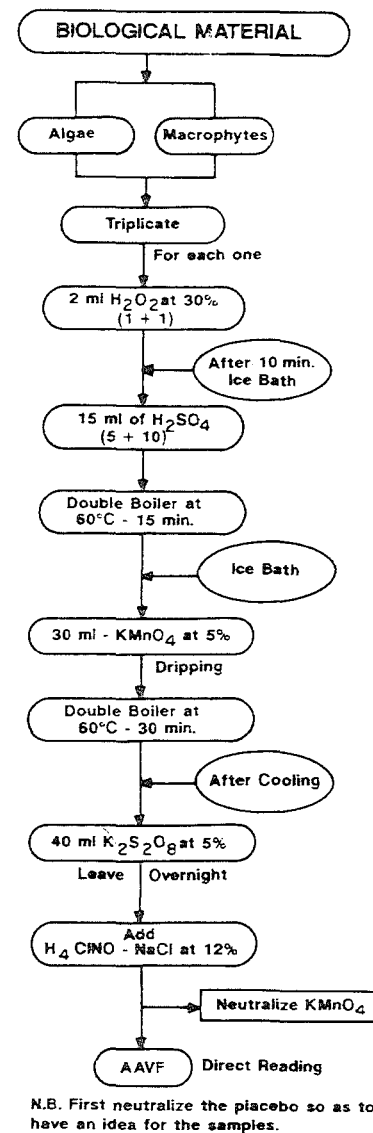 BIOLOGICAL MATERIAL
Algae
Macrophytes
Triplicate
For each one
2 ml H2O2 at 30%
(1 + 1)
After 10 min.
Ice Bath
15 ml of H2SO4
(5 + 10)
Double Boiler at
60°C - 15 min.
Ice Bath
30 ml - KMnO4 at 5%
Dripping
Double Boiler at
60°C - 30 min.
After Cooling
40 ml K2S2O8 at 5%
Leave Overnight
Add
H4 ClNO - NaCl at 12%
Neutralize KMnO4
AAVF Direct Reading
N.B. First neutralize the placebo so as to
have an idea for the samples.